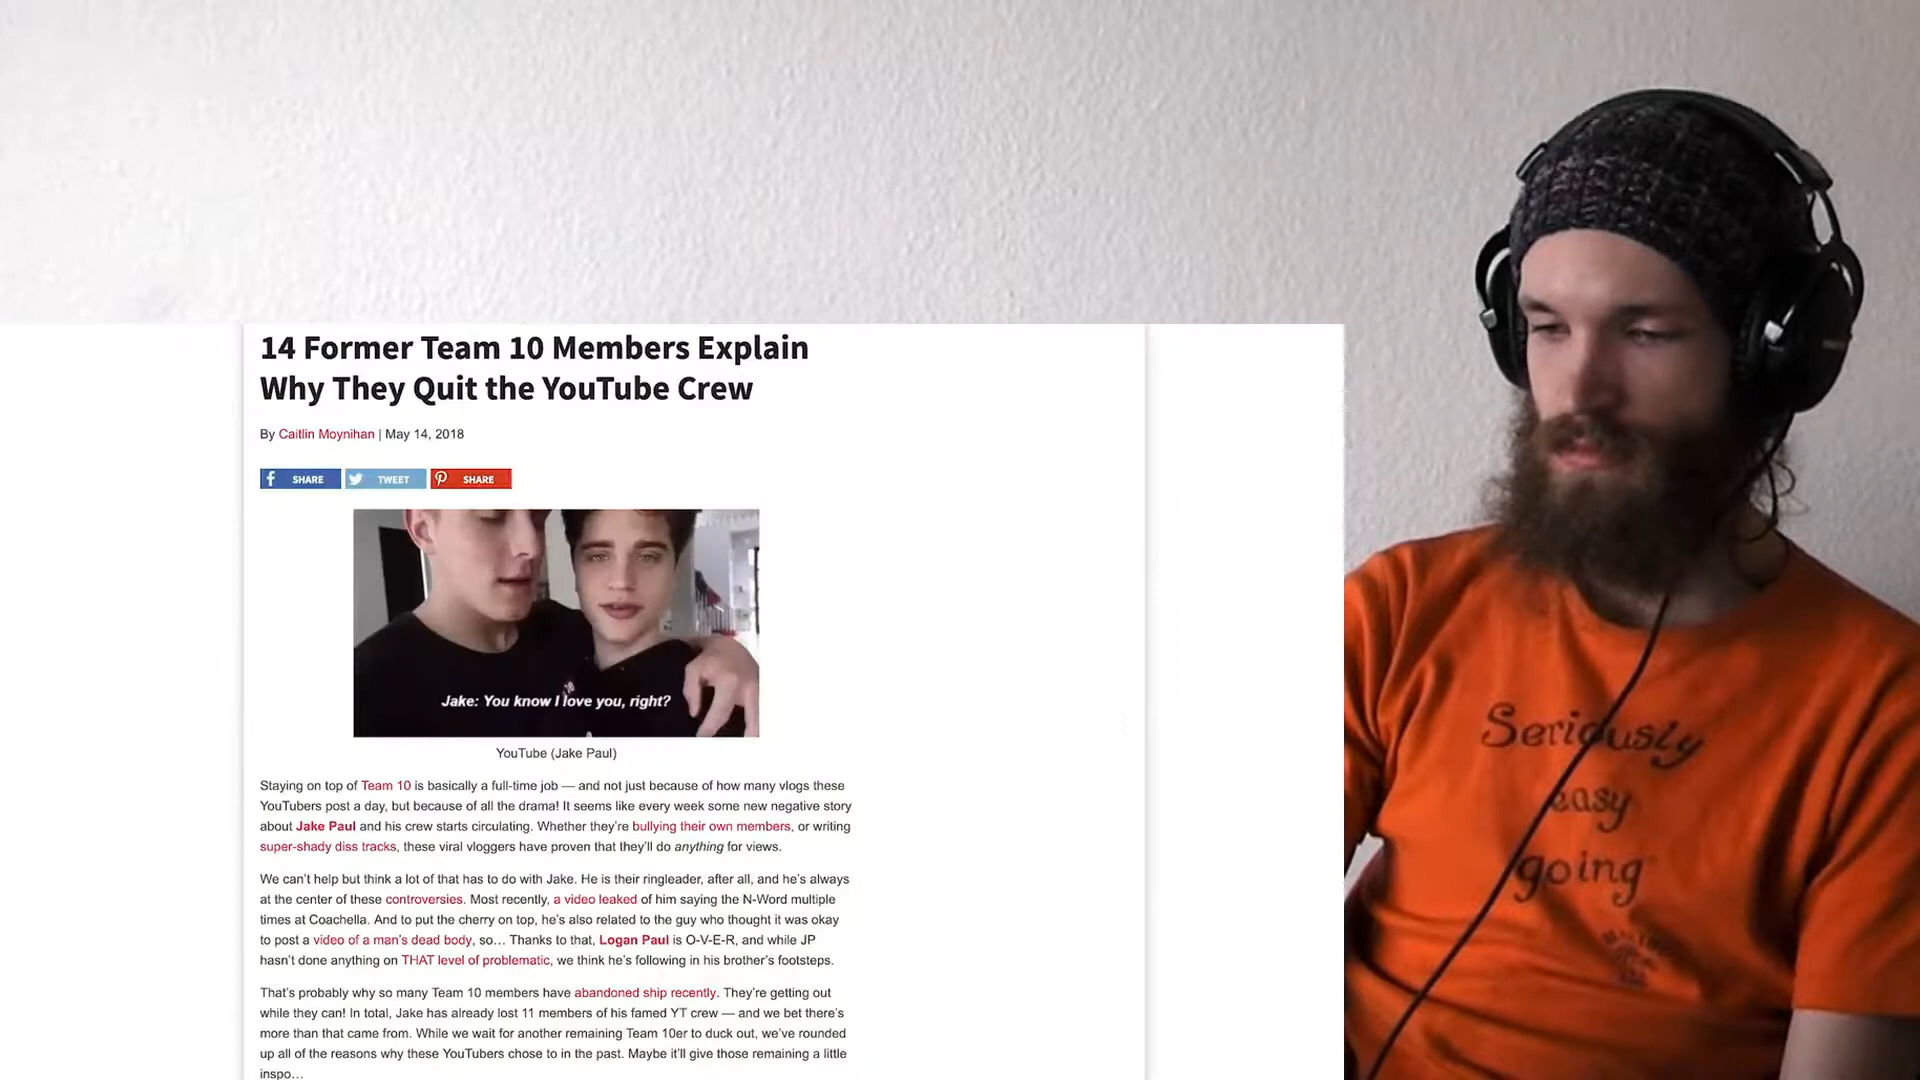 14 Former Team 10 Members Explain
Why They Quit the YouTube Crew
By Caitlin Moynihan | May 14, 2018
SHARE TWEET SHARE
Jake: You know I love you, right?
YouTube (Jake Paul)
Staying on top of Team 10 is basically a full-time job — and not just because of how many vlogs these
YouTubers post a day, but because of all the drama! It seems like every week some new negative story
about Jake Paul and his crew starts circulating. Whether they're bullying their own members, or writing
super-shady diss tracks, these viral vloggers have proven that they'll do anything for views.
We can't help but think a lot of that has to do with Jake. He is their ringleader, after all, and he's always
at the center of these controversies. Most recently, a video leaked of him saying the N-Word multiple
times at Coachella. And to put the cherry on top, he's also related to the guy who thought it was okay
to post a video of a man's dead body, so… Thanks to that, Logan Paul is O-V-E-R, and while JP
hasn't done anything on THAT level of problematic, we think he's following in his brother's footsteps.
That's probably why so many Team 10 members have abandoned ship recently. They're getting out
while they can! In total, Jake has already lost 11 members of his famed YT crew — and we bet there's
more than that came from. While we wait for another remaining Team 10er to duck out, we've rounded
up all of the reasons why these YouTubers chose to in the past. Maybe it'll give those remaining a little
inspo…
Seriously
easy
going